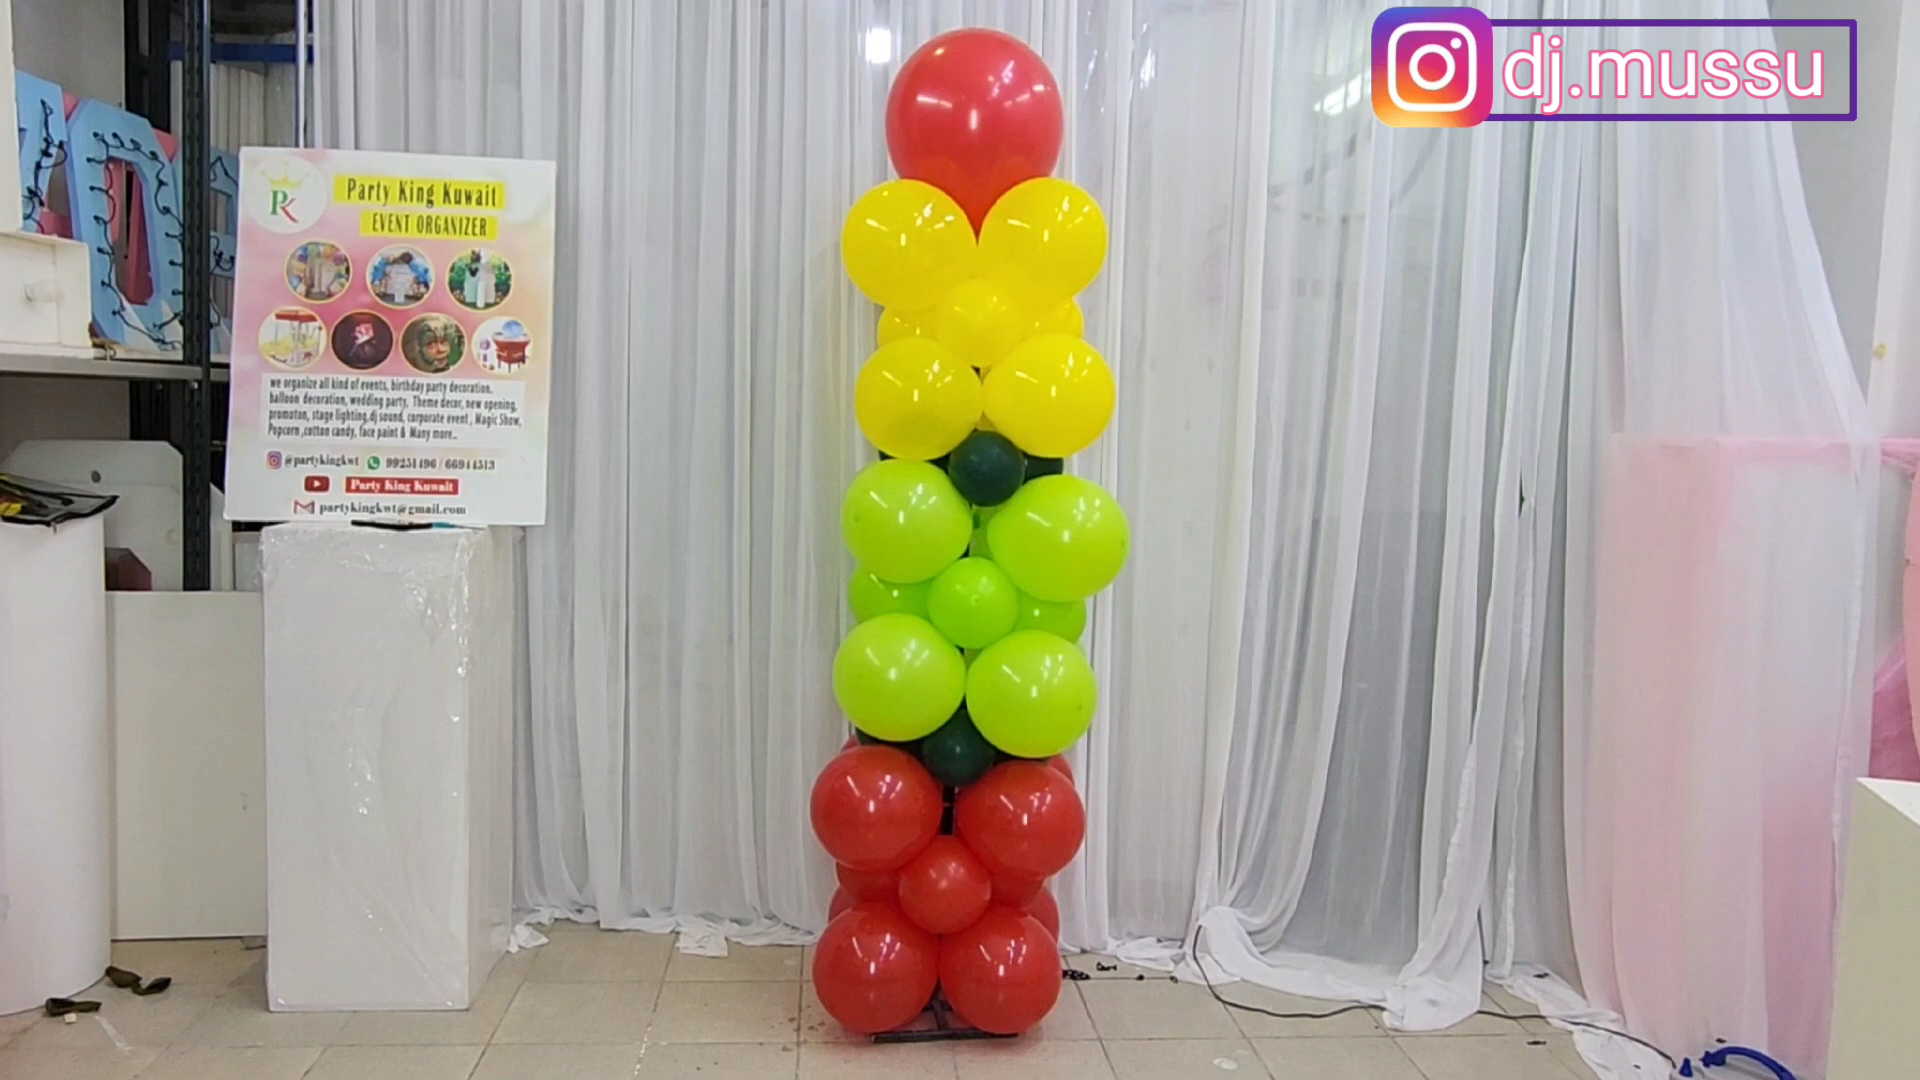 dj.mussu
PK
Party King Kuwait
EVENT ORGANIZER
we organize all kind of events, birthday party decoration,
balloon decoration, wedding party, Theme decor, new opening,
promoton, stage lighting,dj sound, corporate event , Magic Show,
Popcorn ,cotton candy, face paint & Many more..
@partykingkwt 99251496 / 66944513
Party King Kuwait
partykingkwt@gmail.com